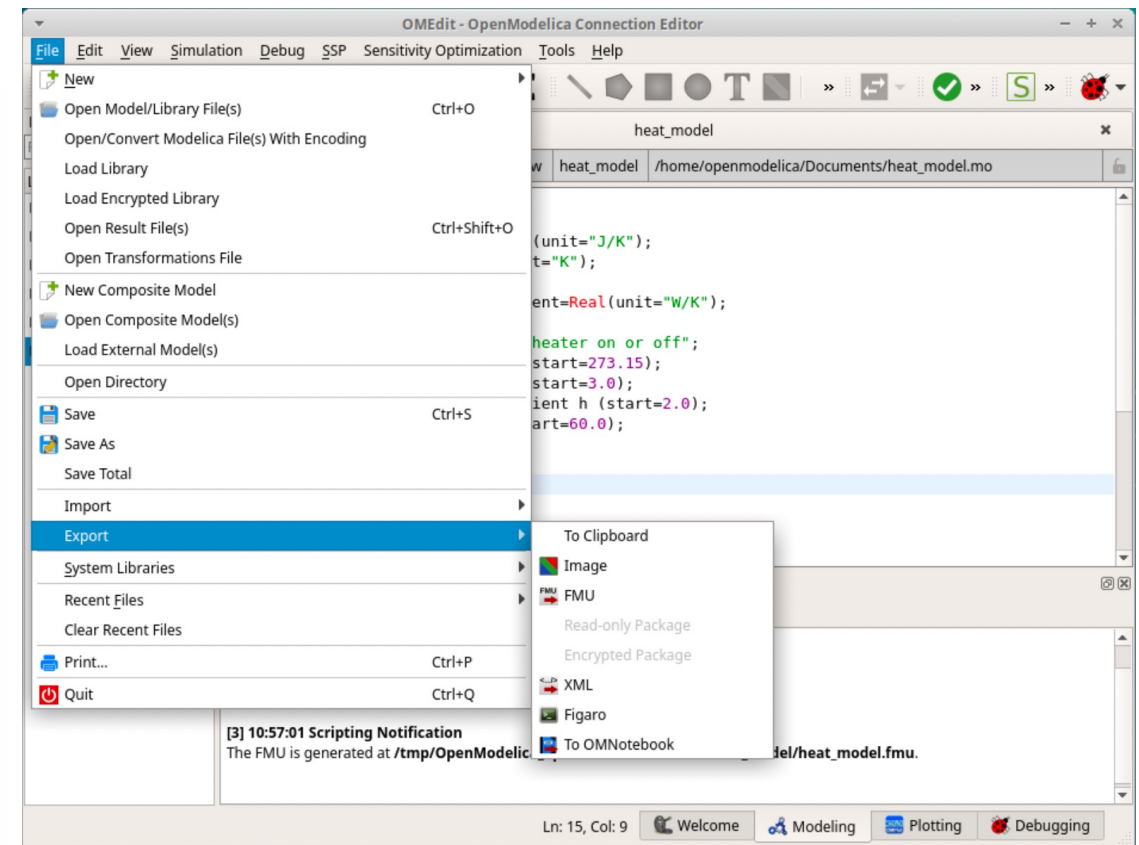 OMEdit - OpenModelica Connection Editor
File Edit View Simulation Debug SSP Sensitivity Optimization Tools Help
New
Open Model/Library File(s) Ctrl+O
Open/Convert Modelica File(s) With Encoding
Load Library
Load Encrypted Library
Open Result File(s) Ctrl+Shift+O
Open Transformations File
New Composite Model
Open Composite Model(s)
Load External Model(s)
Open Directory
Save Ctrl+S
Save As
Save Total
Import
Export
System Libraries
Recent Files
Clear Recent Files
Print... Ctrl+P
Quit Ctrl+Q
To Clipboard
Image
FMU
FMU
Read-only Package
Encrypted Package
XML
Figaro
To OMNotebook
T
» » S »
heat_model
w heat_model /home/openmodelica/Documents/heat_model.mo
(unit="J/K");
t="K");
ent=Real(unit="W/K");
heater on or off";
start=273.15);
start=3.0);
ient h (start=2.0);
art=60.0);
[3] 10:57:01 Scripting Notification
The FMU is generated at /tmp/OpenModelic del/heat_model.fmu.
Ln: 15, Col: 9 Welcome Modeling Plotting Debugging